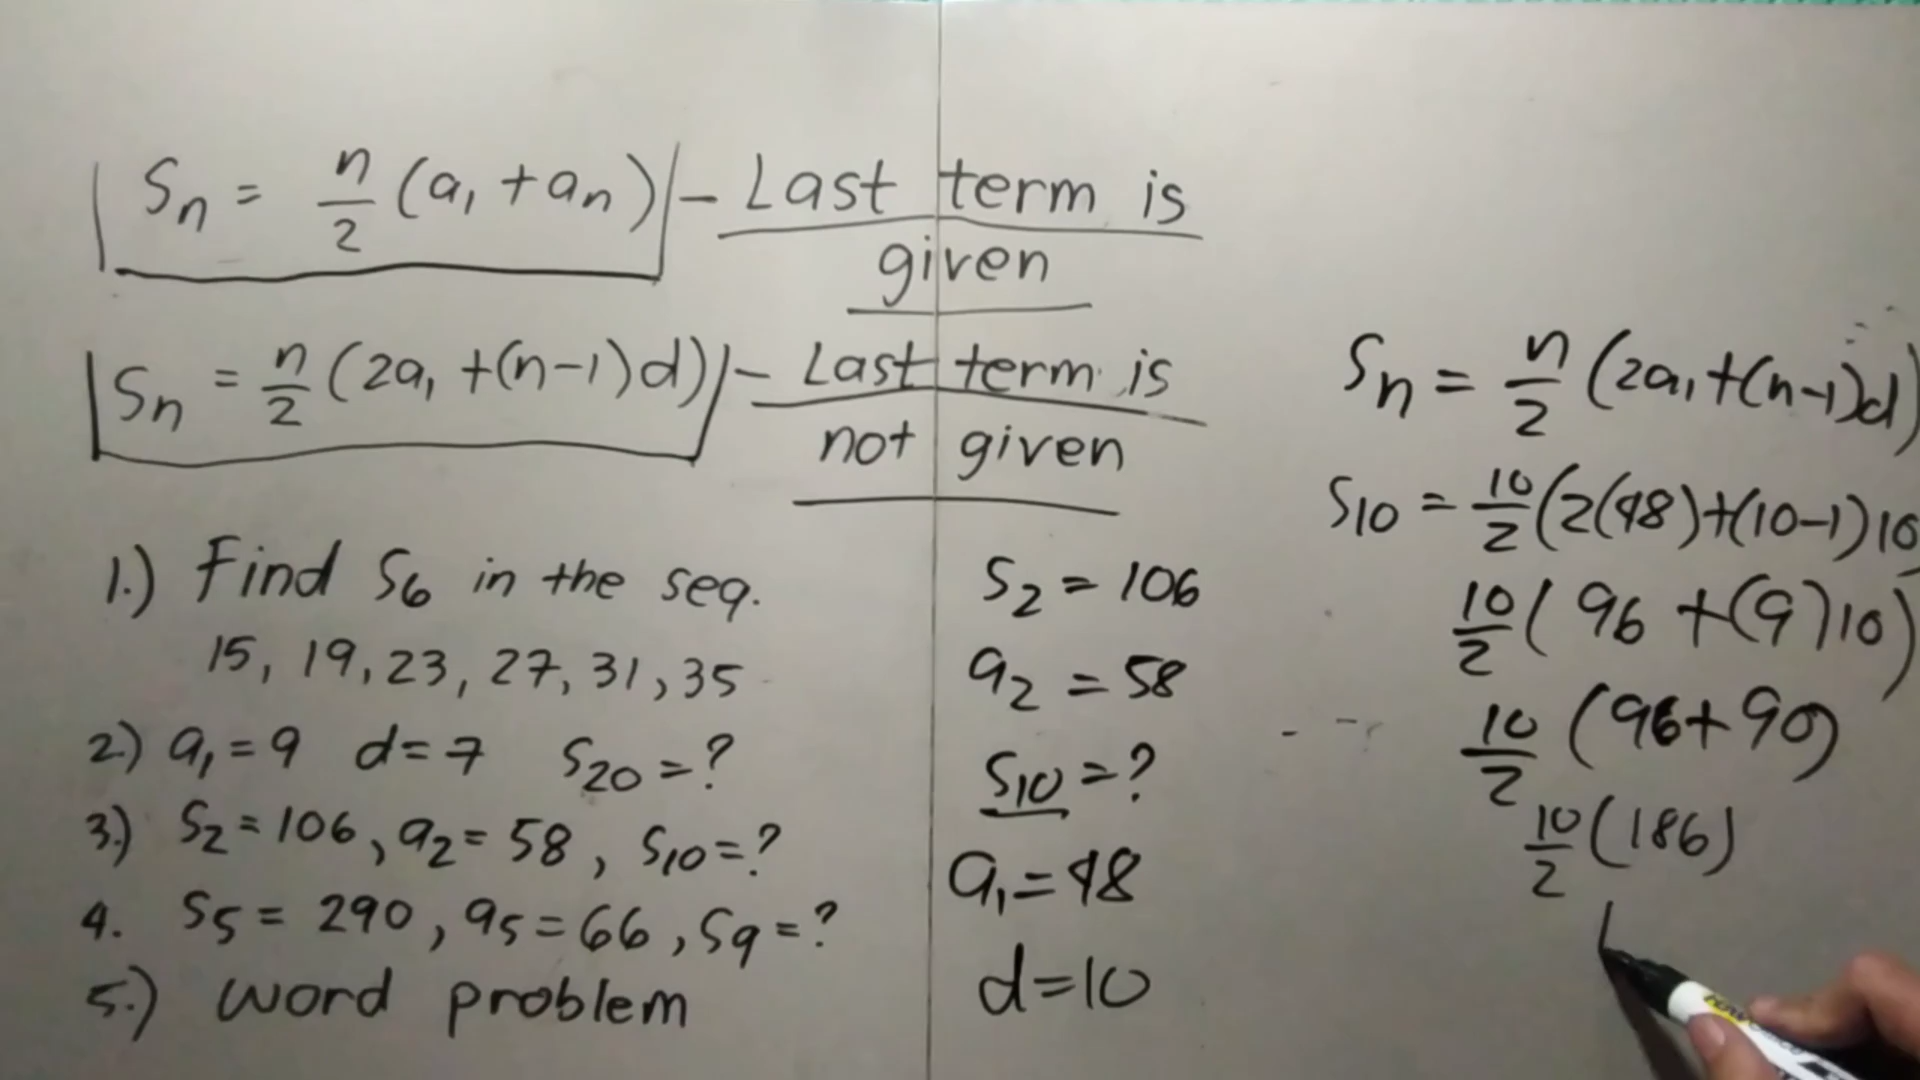 Sn = n/2 (a₁ + an) - Last term is
given
Sn = n/2 (2a₁ + (n-1)d) - Last term is
not given
1.) Find S6 in the seq.
15, 19, 23, 27, 31, 35
2.) a₁ = 9 d = 7 S20 = ?
3.) S2 = 106, a2 = 58, S10 = ?
4. S5 = 290, a5 = 66, S9 = ?
5.) word problem
S2 = 106
a2 = 58
S10 = ?
a₁ = 48
d = 10
Sn = n/2 (2a₁ + (n-1)d)
S10 = 10/2 (2(48) + (10-1)10
10/2 (96 + (9)10)
10/2 (96 + 90)
10/2 (186)